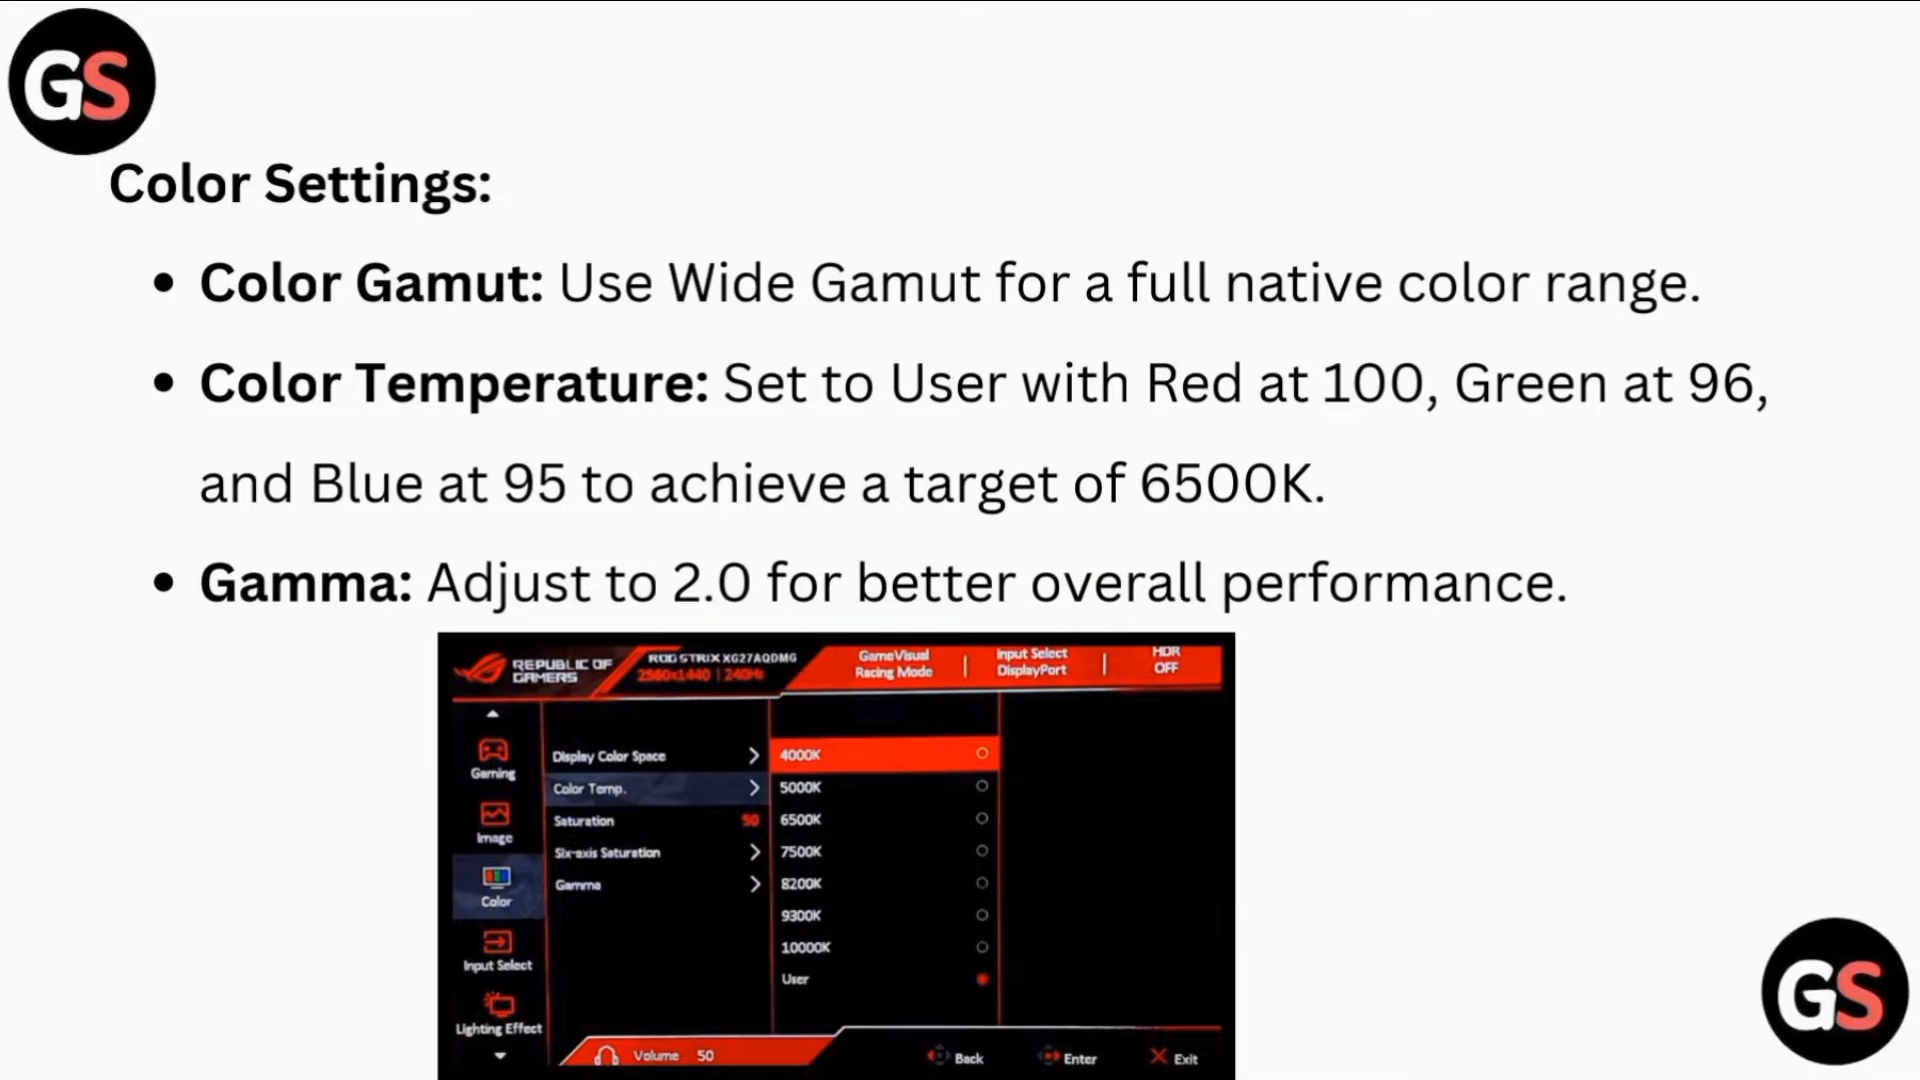 GS
Color Settings:
• Color Gamut: Use Wide Gamut for a full native color range.
• Color Temperature: Set to User with Red at 100, Green at 96,
and Blue at 95 to achieve a target of 6500K.
• Gamma: Adjust to 2.0 for better overall performance.
REPUBLIC OF
GAMERS
ROG STRIX XG27AQDMG
2560x1440 | 240Hz
GameVisual
Racing Mode
Input Select
DisplayPort
HDR
OFF
Gaming
Image
Color
Input Select
Lighting Effect
Display Color Space
Color Temp.
Saturation 50
Six-axis Saturation
Gamma
4000K
5000K
6500K
7500K
8200K
9300K
10000K
User
Volume 50
Back
Enter
Exit
GS